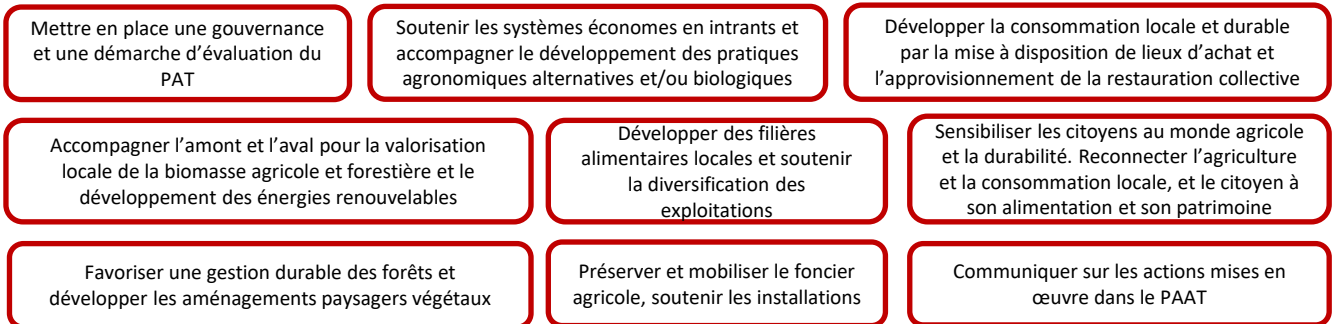 Mettre en place une gouvernance
et une démarche d’évaluation du
PAT
Soutenir les systèmes économes en intrants et
accompagner le développement des pratiques
agronomiques alternatives et/ou biologiques
Développer la consommation locale et durable
par la mise à disposition de lieux d’achat et
l’approvisionnement de la restauration collective
Accompagner l’amont et l’aval pour la valorisation
locale de la biomasse agricole et forestière et le
développement des énergies renouvelables
Développer des filières
alimentaires locales et soutenir
la diversification des
exploitations
Sensibiliser les citoyens au monde agricole
et la durabilité. Reconnecter l’agriculture
et la consommation locale, et le citoyen à
son alimentation et son patrimoine
Favoriser une gestion durable des forêts et
développer les aménagements paysagers végétaux
Préserver et mobiliser le foncier
agricole, soutenir les installations
Communiquer sur les actions mises en
œuvre dans le PAAT